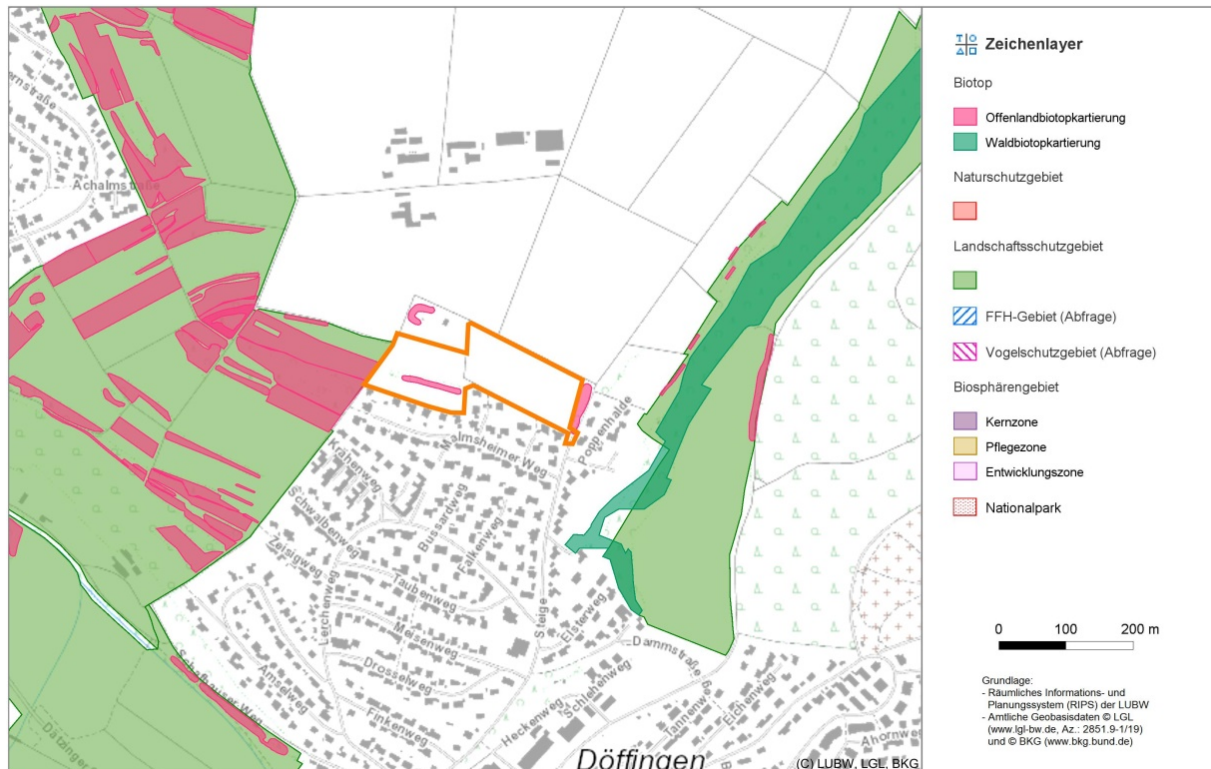 ernstraße
Achalmstraße
Poppenhalde
Malmsheimer Weg
Krähenweg
Schwalbenweg
Bussardweg
Falkenweg
Zeisigweg
Taubenweg
Lerchenweg
Meisenweg
Steige
Elsterweg
Drosselweg
Dammstraße
Amselweg
Schafhauser Weg
Finkenweg
Schlehenweg
Heckenweg
Tannenweg
Eichenweg
Ahornweg
Dätzinger
Döffingen
(C) LUBW, LGL, BKG
Zeichenlayer
Biotop
Offenlandbiotopkartierung
Waldbiotopkartierung
Naturschutzgebiet
Landschaftsschutzgebiet
FFH-Gebiet (Abfrage)
Vogelschutzgebiet (Abfrage)
Biosphärengebiet
Kernzone
Pflegezone
Entwicklungszone
Nationalpark
0 100 200 m
Grundlage:
- Räumliches Informations- und
Planungssystem (RIPS) der LUBW
- Amtliche Geobasisdaten © LGL
(www.lgl-bw.de, Az.: 2851.9-1/19)
und © BKG (www.bkg.bund.de)